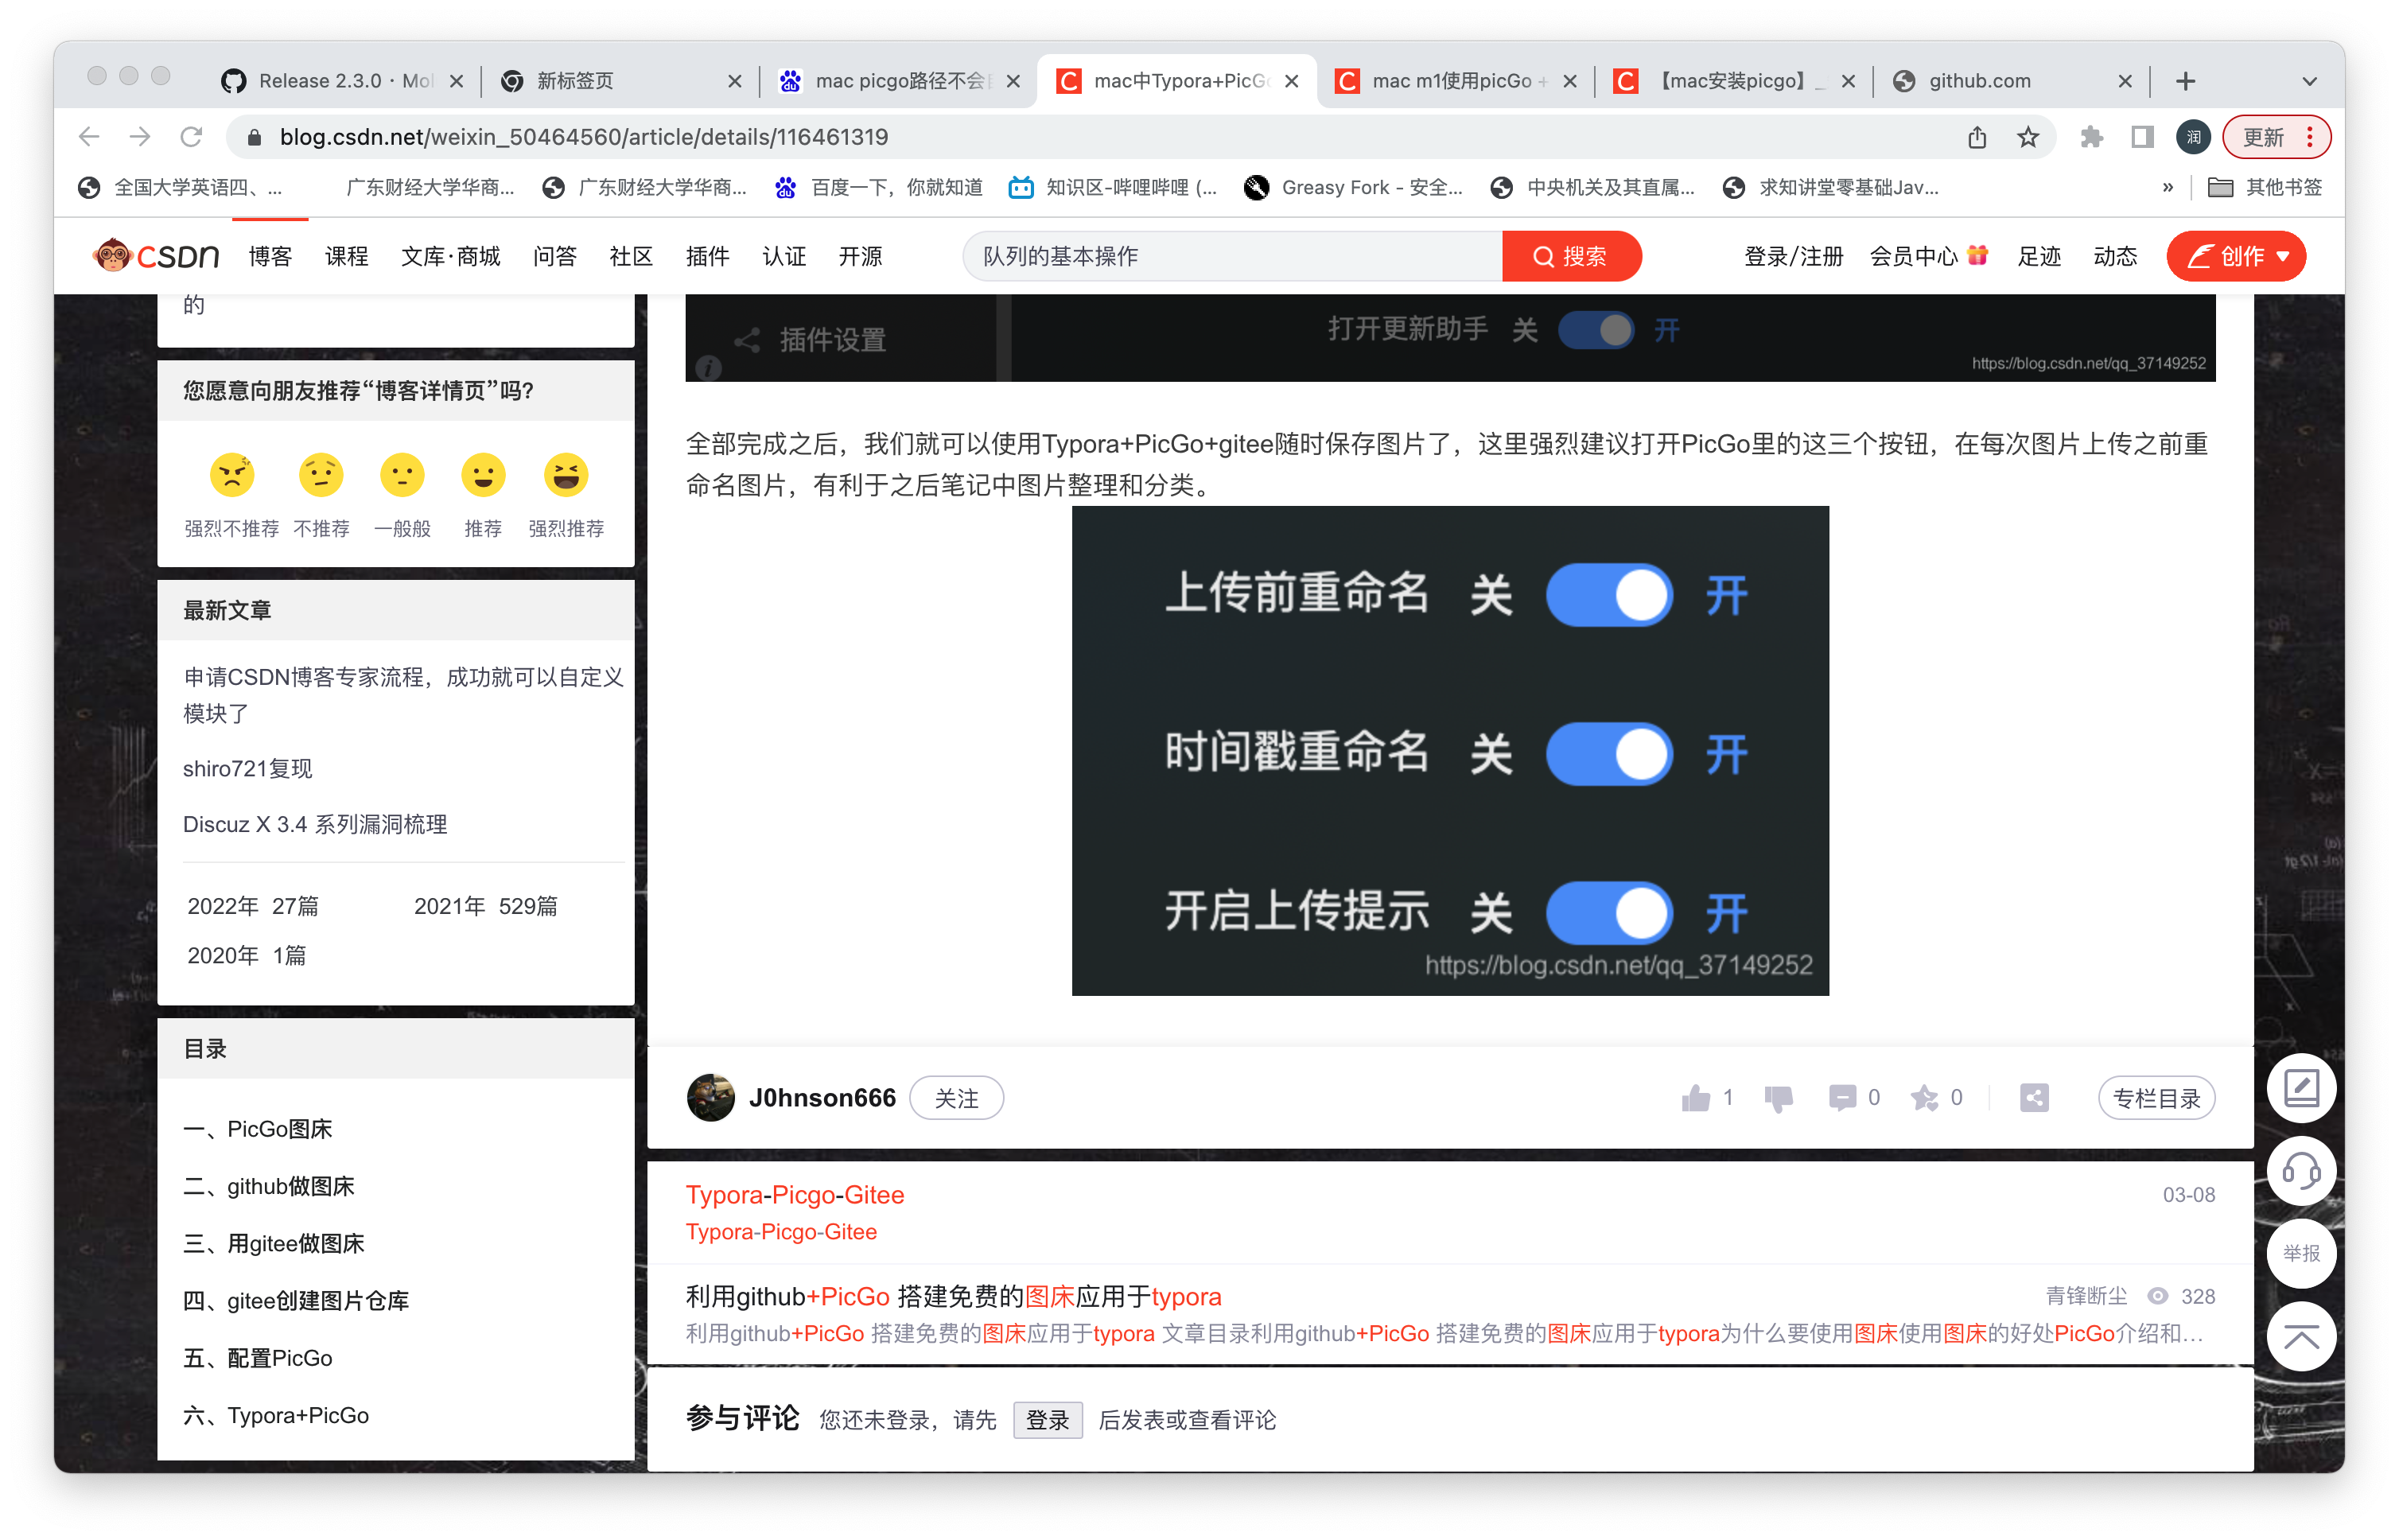 Release 2.3.0 · Mol
新标签页
mac picgo路径不会
mac中Typora+PicG
mac m1使用picGo +
【mac安装picgo】_
github.com
blog.csdn.net/weixin_50464560/article/details/116461319
润
更新
全国大学英语四、...
广东财经大学华商...
广东财经大学华商...
百度一下，你就知道
知识区-哔哩哔哩 (...
Greasy Fork - 安全...
中央机关及其直属...
求知讲堂零基础Jav...
»
其他书签
CSDN
博客
课程
文库·商城
问答
社区
插件
认证
开源
队列的基本操作
搜索
登录/注册
会员中心
足迹
动态
创作
的
您愿意向朋友推荐“博客详情页”吗？
强烈不推荐
不推荐
一般般
推荐
强烈推荐
最新文章
申请CSDN博客专家流程，成功就可以自定义
模块了
shiro721复现
Discuz X 3.4 系列漏洞梳理
2022年 27篇
2021年 529篇
2020年 1篇
目录
一、PicGo图床
二、github做图床
三、用gitee做图床
四、gitee创建图片仓库
五、配置PicGo
六、Typora+PicGo
插件设置
打开更新助手 关 开
https://blog.csdn.net/qq_37149252
全部完成之后，我们就可以使用Typora+PicGo+gitee随时保存图片了，这里强烈建议打开PicGo里的这三个按钮，在每次图片上传之前重
命名图片，有利于之后笔记中图片整理和分类。
上传前重命名 关 开
时间戳重命名 关 开
开启上传提示 关 开
https://blog.csdn.net/qq_37149252
J0hnson666
关注
1
0
0
专栏目录
Typora-Picgo-Gitee
03-08
Typora-Picgo-Gitee
利用github+PicGo 搭建免费的图床应用于typora
青锋断尘
328
利用github+PicGo 搭建免费的图床应用于typora 文章目录利用github+PicGo 搭建免费的图床应用于typora为什么要使用图床使用图床的好处PicGo介绍和...
参与评论
您还未登录，请先 登录 后发表或查看评论
举报